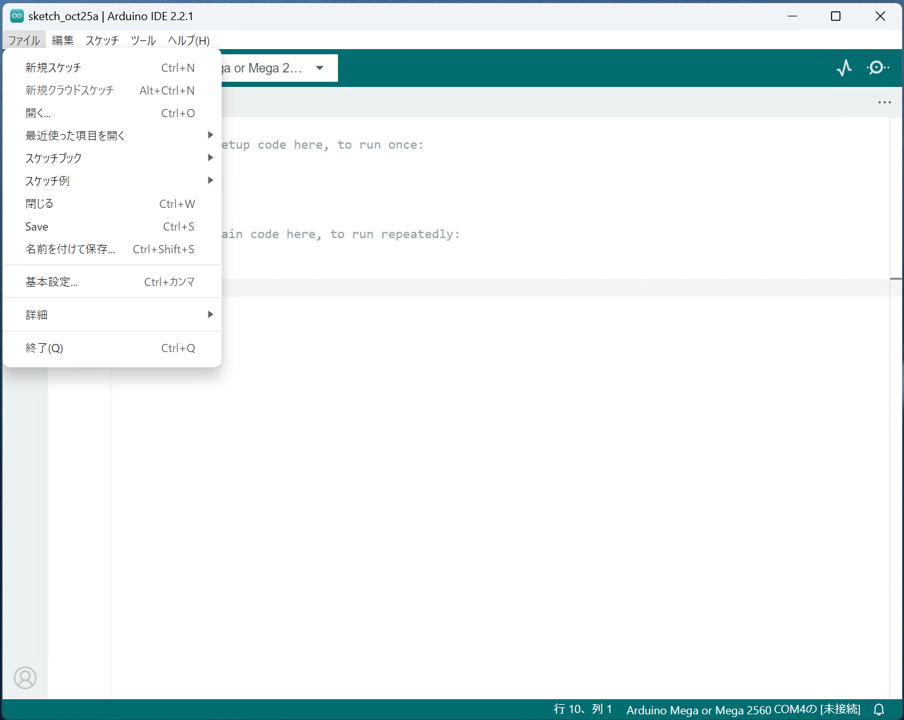 sketch_oct25a | Arduino IDE 2.2.1
ファイル 編集 スケッチ ツール ヘルプ(H)
ga or Mega 2...
新規スケッチ Ctrl+N
新規クラウドスケッチ Alt+Ctrl+N
開く... Ctrl+O
最近使った項目を開く
etup code here, to run once:
スケッチブック
スケッチ例
閉じる Ctrl+W
Save Ctrl+S
ain code here, to run repeatedly:
名前を付けて保存... Ctrl+Shift+S
基本設定... Ctrl+カンマ
詳細
終了(Q) Ctrl+Q
行 10、列 1 Arduino Mega or Mega 2560 COM4の [未接続]